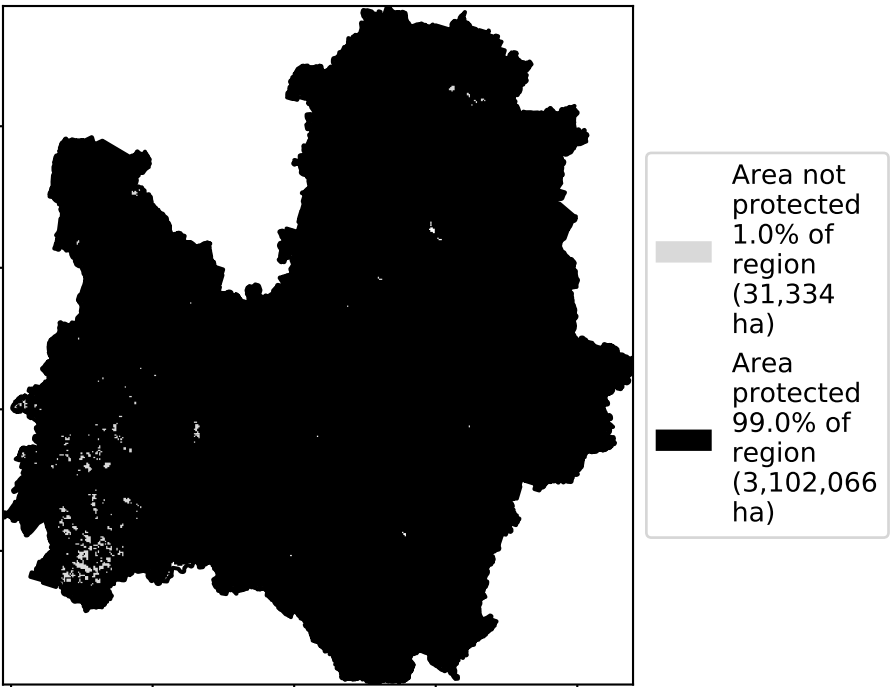 Area not
protected
1.0% of
region
(31,334
ha)
Area
protected
99.0% of
region
(3,102,066
ha)